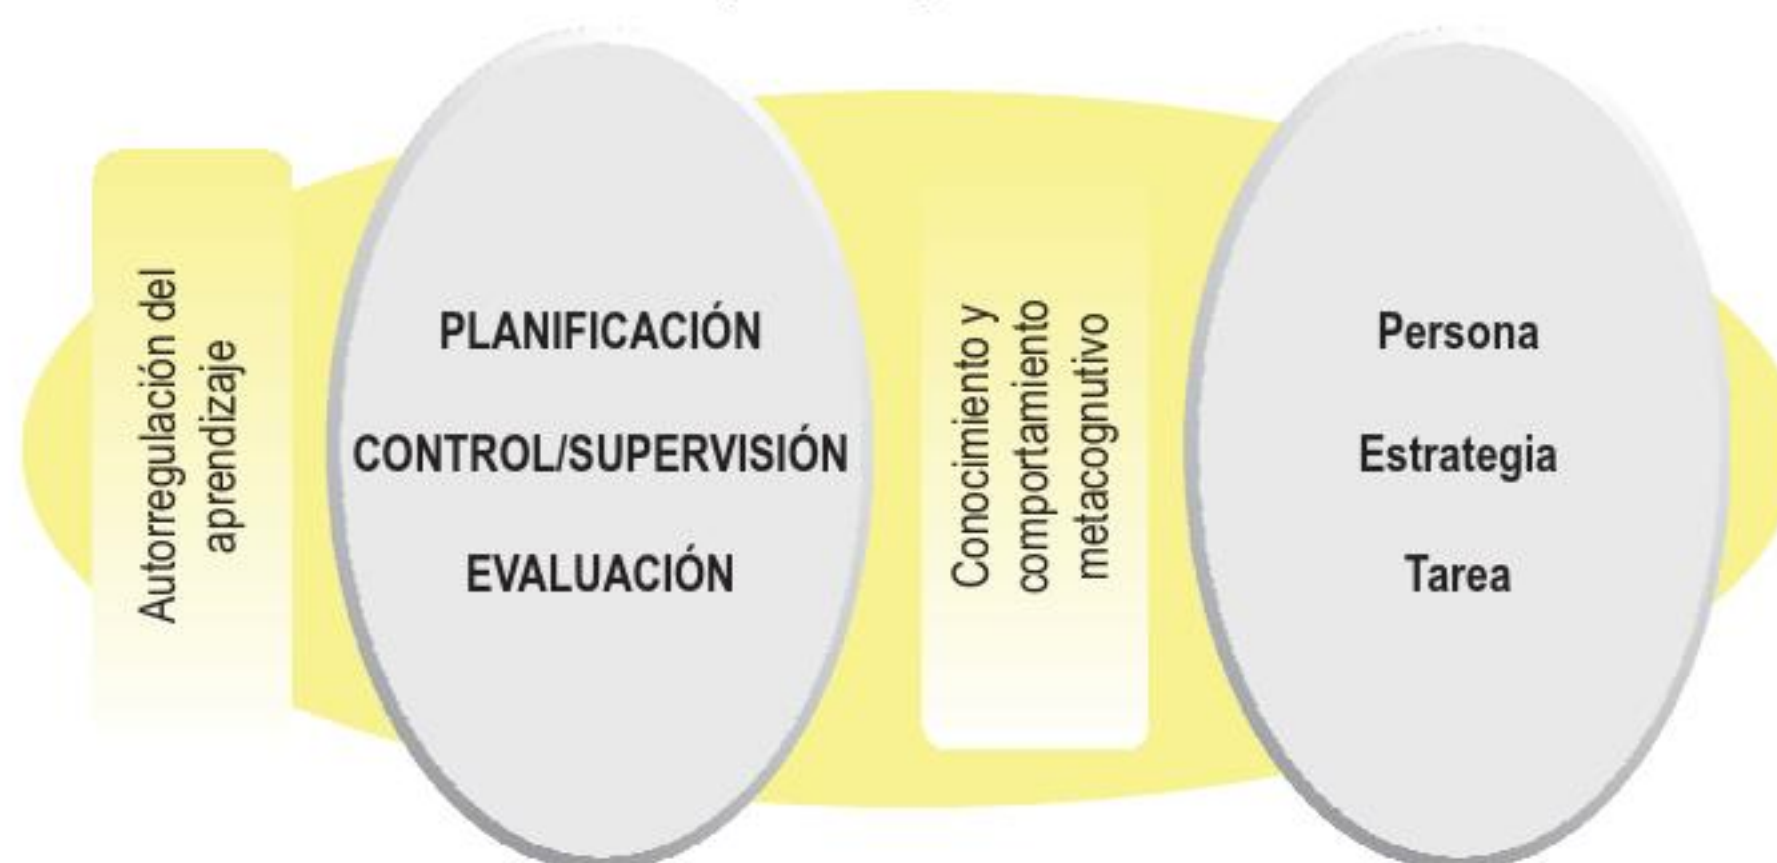 Autorregulación del
aprendizaje
PLANIFICACIÓN
CONTROL/SUPERVISIÓN
EVALUACIÓN
Conocimiento y
comportamiento
metacognutivo
Persona
Estrategia
Tarea